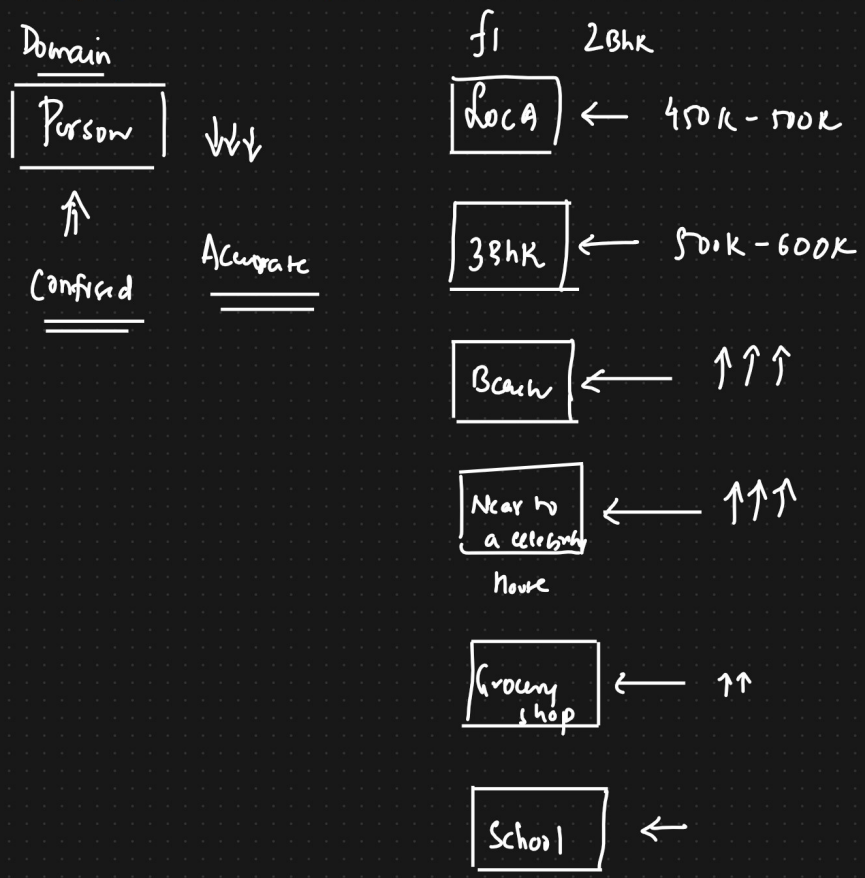 Domain
Person
Confused
Accurate
f1 2BhK
Loc A ← 450K - 500K
3BhK ← 500K - 600K
Beach ← ↑↑↑
Near to
a celebrity
house
← ↑↑↑
Grocery
shop
← ↑↑
School ←